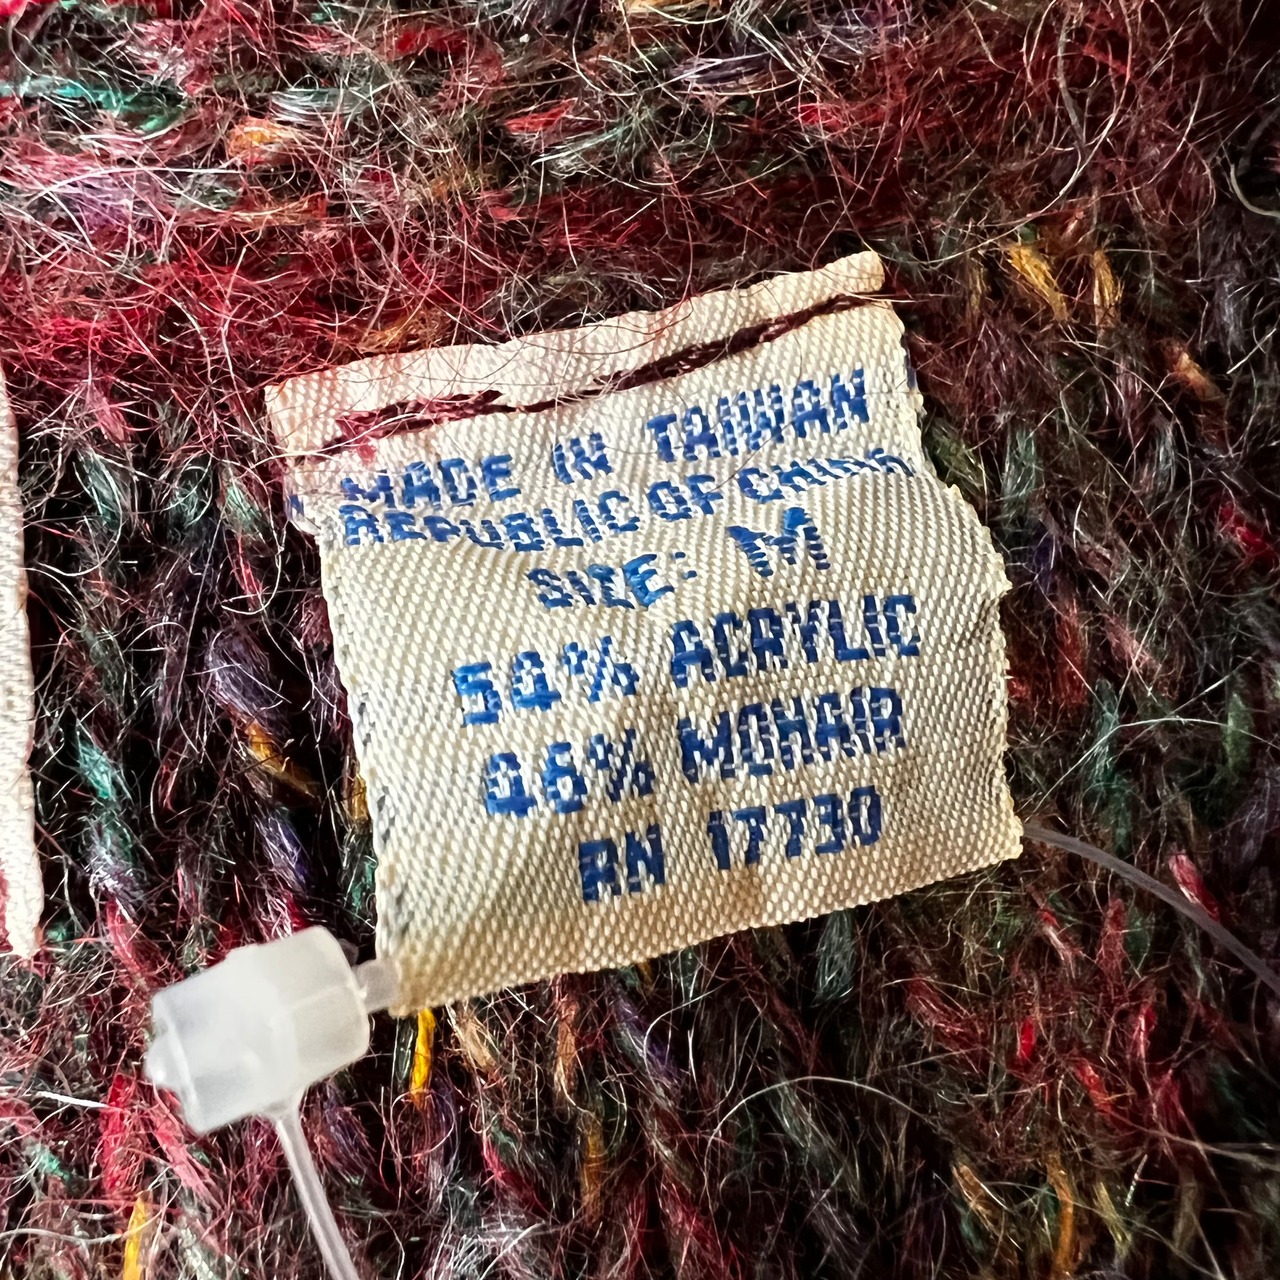 MADE IN TAIWAN
REPUBLIC OF CHINA
SIZE: M
54% ACRYLIC
46% MOHAIR
RN 17730